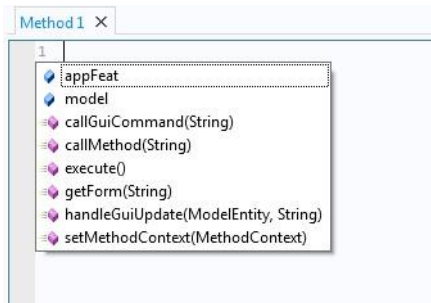 Method 1
1
appFeat
model
callGuiCommand(String)
callMethod(String)
execute()
getForm(String)
handleGuiUpdate(ModelEntity, String)
setMethodContext(MethodContext)